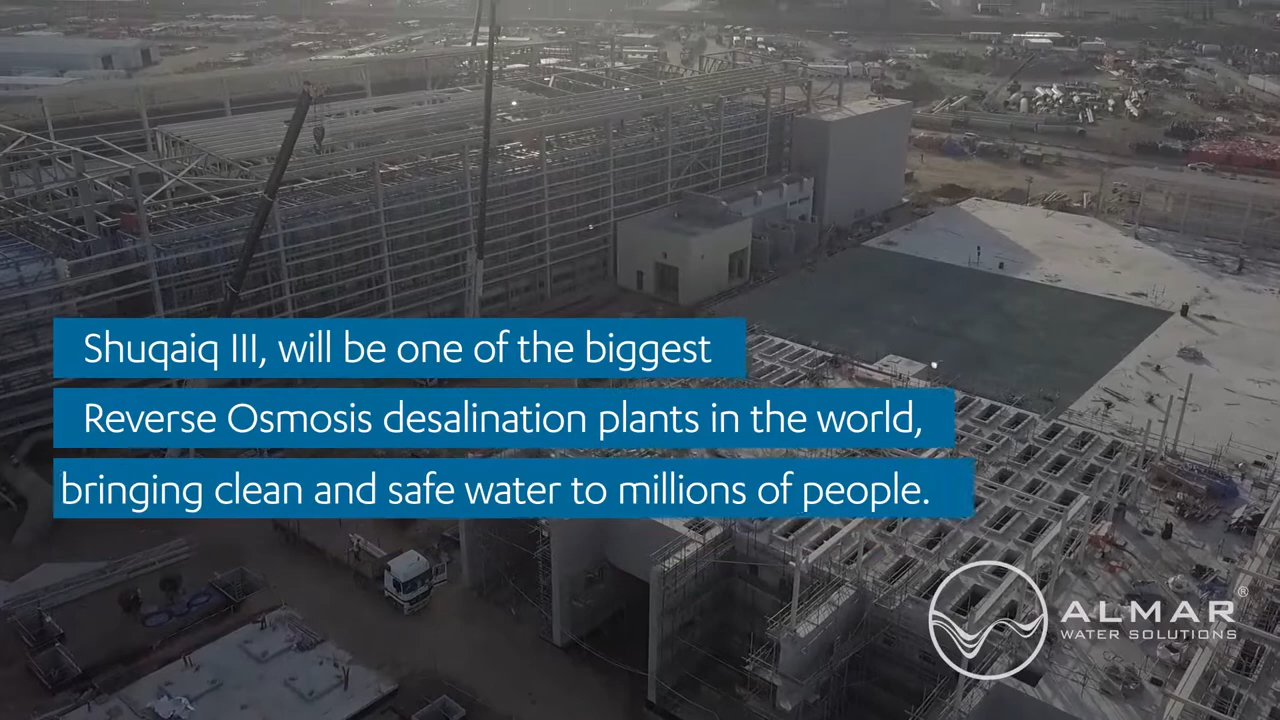 Shuqaiq III, will be one of the biggest
Reverse Osmosis desalination plants in the world,
bringing clean and safe water to millions of people.
ALMAR®
WATER SOLUTIONS